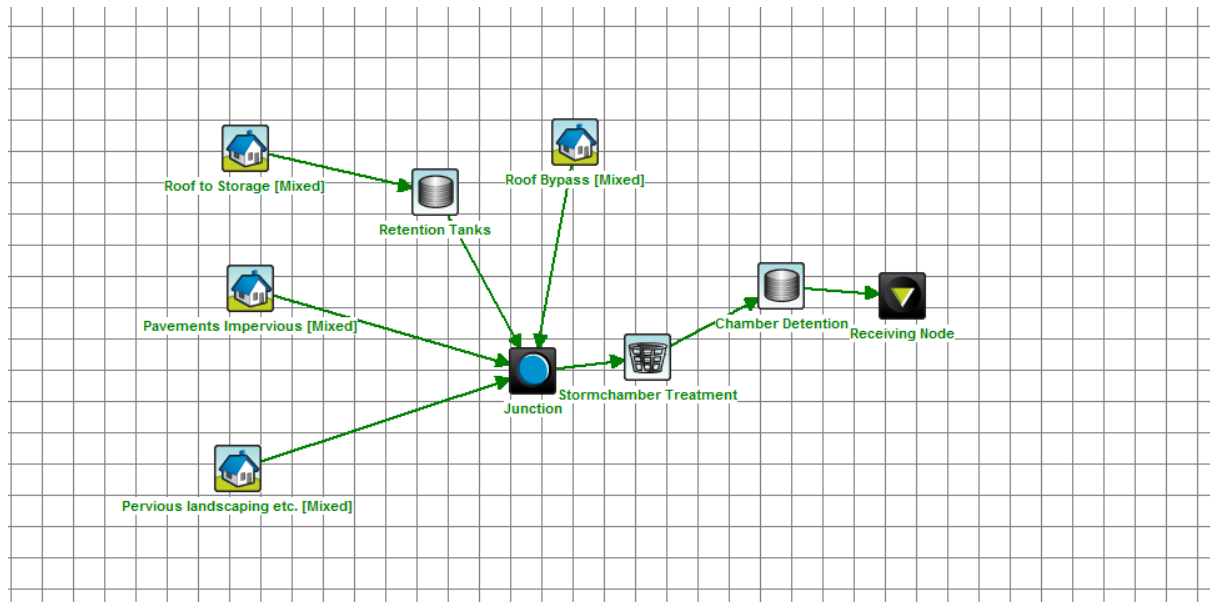 Roof to Storage [Mixed]
Roof Bypass [Mixed]
Retention Tanks
Pavements Impervious [Mixed]
Chamber Detention
Receiving Node
Stormchamber Treatment
Junction
Pervious landscaping etc. [Mixed]